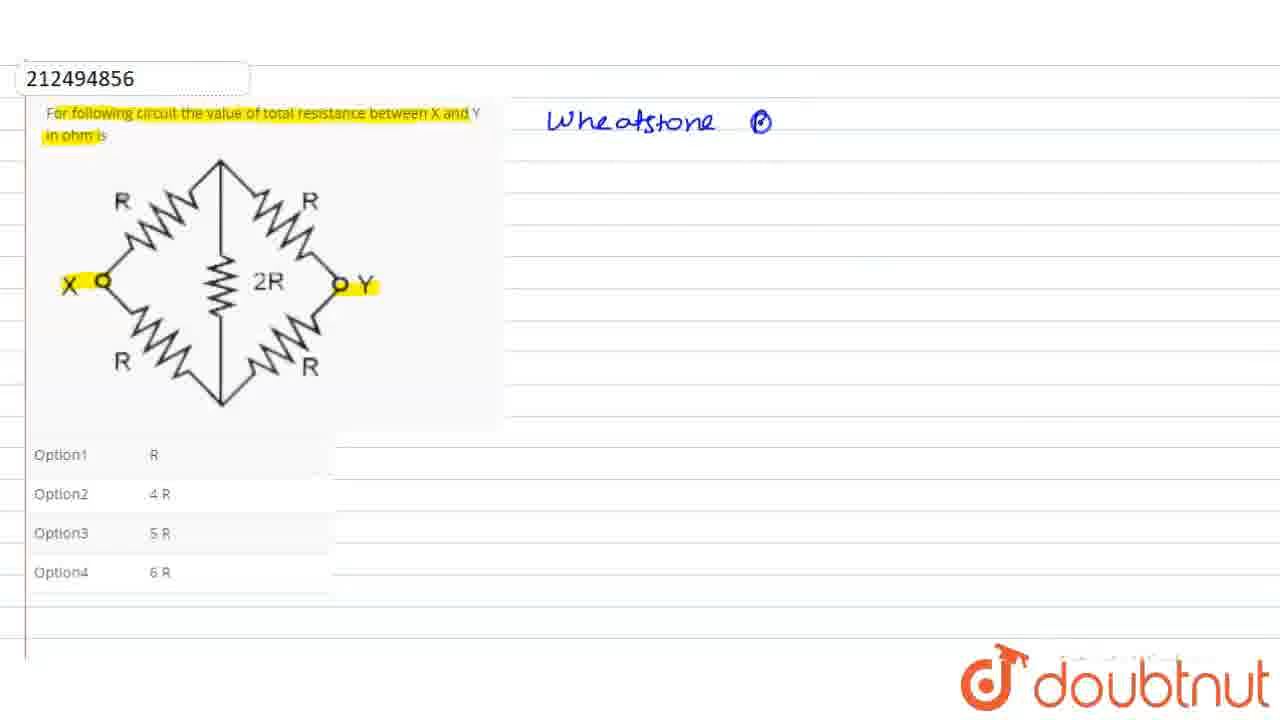 212494856
For following circuit the value of total resistance between X and Y
in ohm is
Wheatstone
R R
X 2R Y
R R
Option1 R
Option2 4 R
Option3 5 R
Option4 6 R
doubtnut